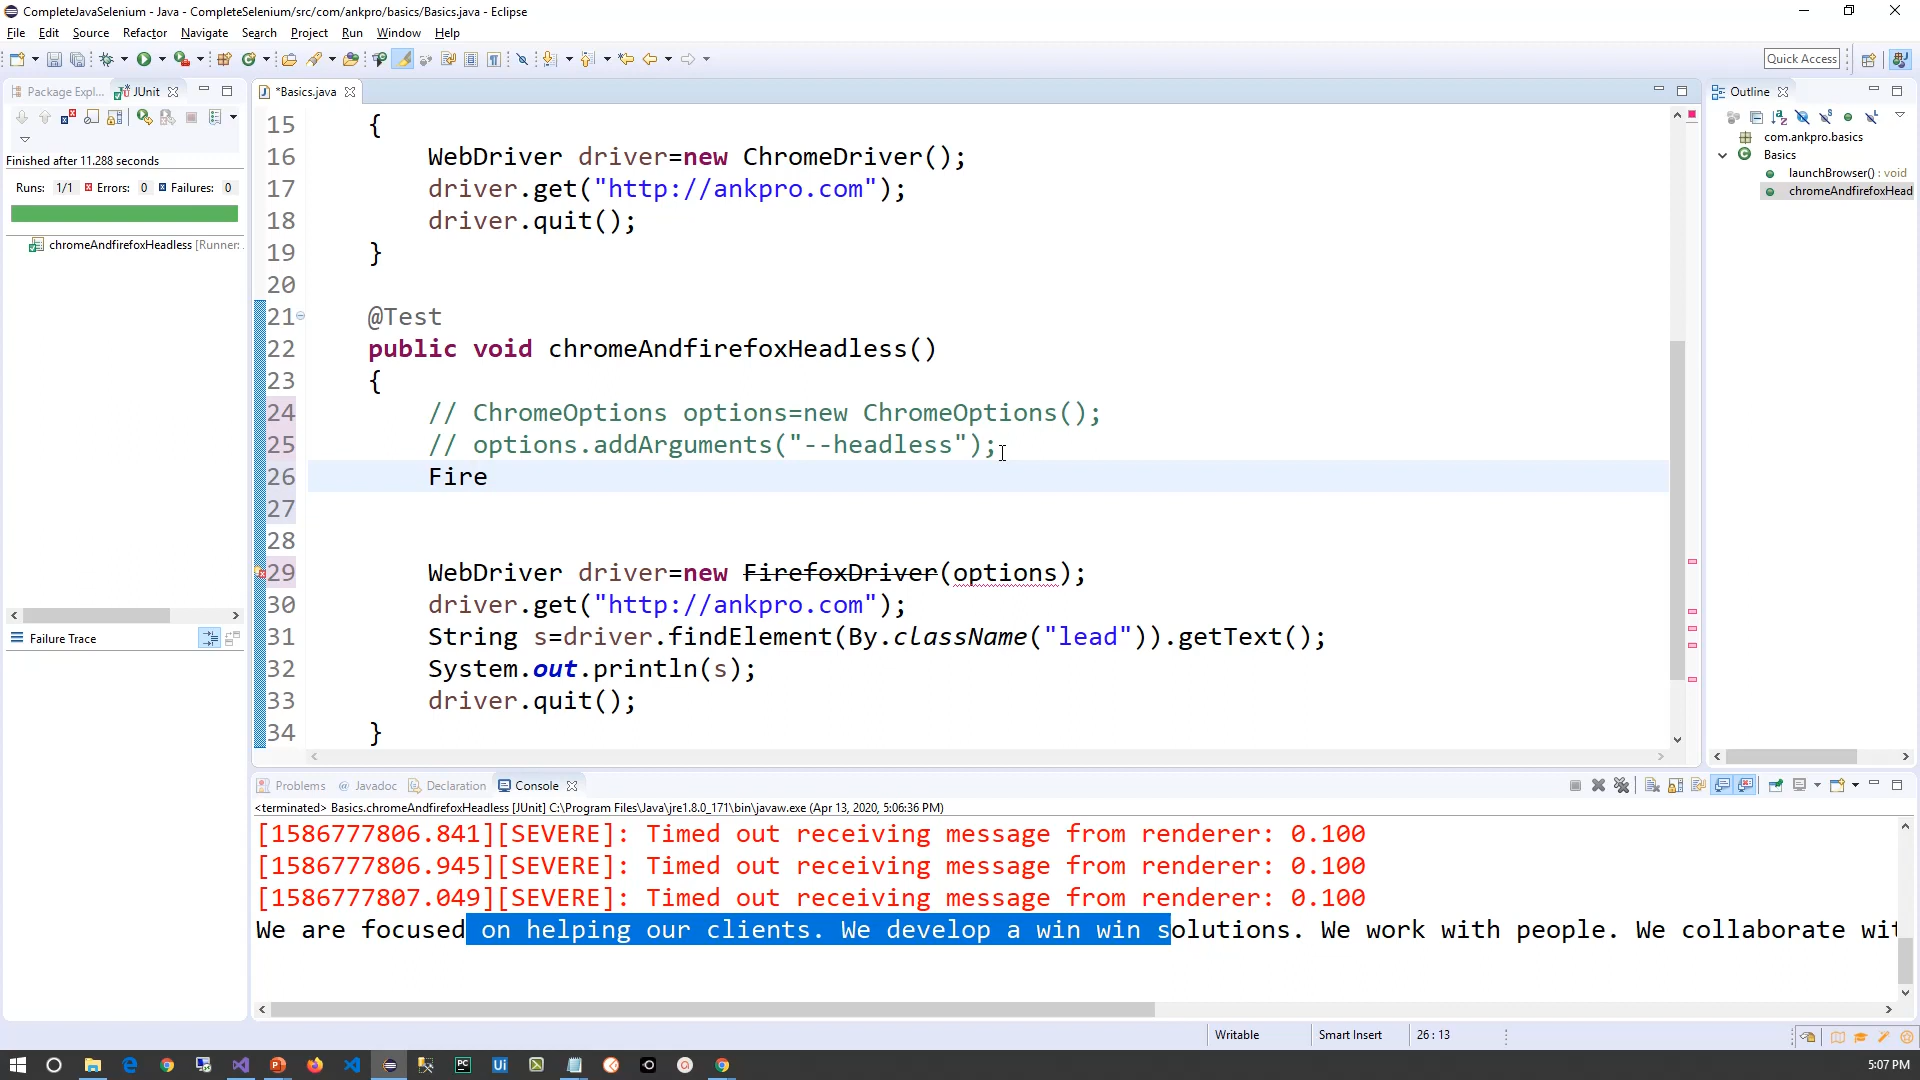 CompleteJavaSelenium - Java - CompleteSelenium/src/com/ankpro/basics/Basics.java - Eclipse
File Edit Source Refactor Navigate Search Project Run Window Help
Quick Access
Package Expl... JUnit
*Basics.java
Outline
Finished after 11.288 seconds
Runs: 1/1 Errors: 0 Failures: 0
chromeAndfirefoxHeadless [Runner:
Failure Trace
15 {
16 WebDriver driver=new ChromeDriver();
17 driver.get("http://ankpro.com");
18 driver.quit();
19 }
20
21 @Test
22 public void chromeAndfirefoxHeadless()
23 {
24 // ChromeOptions options=new ChromeOptions();
25 // options.addArguments("--headless");
26 Fire
27
28
29 WebDriver driver=new FirefoxDriver(options);
30 driver.get("http://ankpro.com");
31 String s=driver.findElement(By.className("lead")).getText();
32 System.out.println(s);
33 driver.quit();
34 }
com.ankpro.basics
Basics
launchBrowser() : void
chromeAndfirefoxHead
Problems @ Javadoc Declaration Console
<terminated> Basics.chromeAndfirefoxHeadless [JUnit] C:\Program Files\Java\jre1.8.0_171\bin\javaw.exe (Apr 13, 2020, 5:06:36 PM)
[1586777806.841][SEVERE]: Timed out receiving message from renderer: 0.100
[1586777806.945][SEVERE]: Timed out receiving message from renderer: 0.100
[1586777807.049][SEVERE]: Timed out receiving message from renderer: 0.100
We are focused on helping our clients. We develop a win win solutions. We work with people. We collaborate wit
Writable Smart Insert 26 : 13
5:07 PM